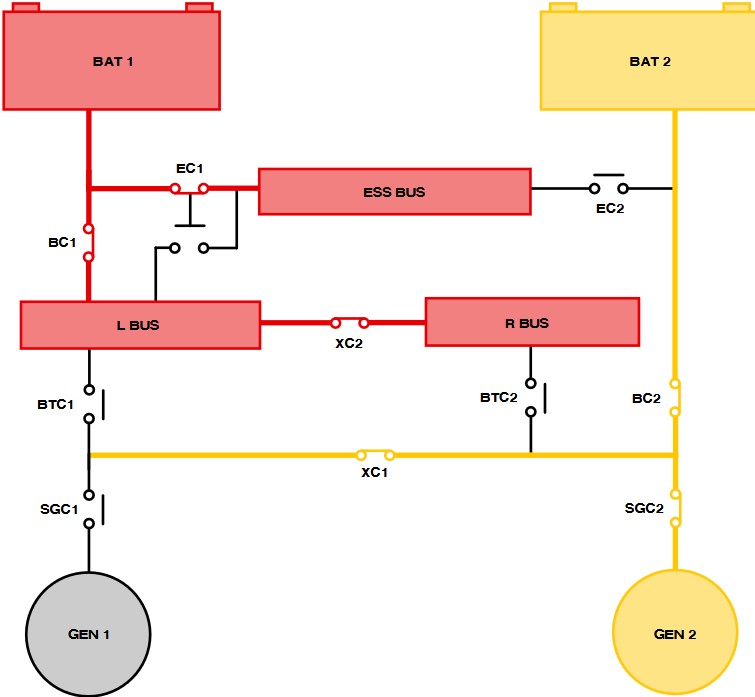 BAT 1
BAT 2
EC1
ESS BUS
EC2
BC1
L BUS
R BUS
XC2
BTC1
BTC2
BC2
XC1
SGC1
SGC2
GEN 1
GEN 2